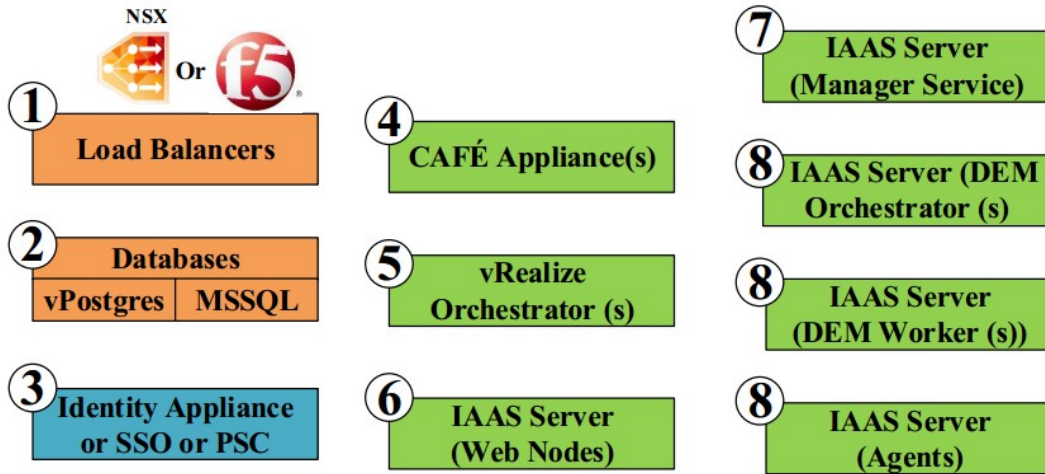 NSX
Or
f5
®
1
Load Balancers
2
Databases
vPostgres
MSSQL
3
Identity Appliance
or SSO or PSC
4
CAFÉ Appliance(s)
5
vRealize
Orchestrator (s)
6
IAAS Server
(Web Nodes)
7
IAAS Server
(Manager Service)
8
IAAS Server (DEM
Orchestrator (s)
8
IAAS Server
(DEM Worker (s))
8
IAAS Server
(Agents)